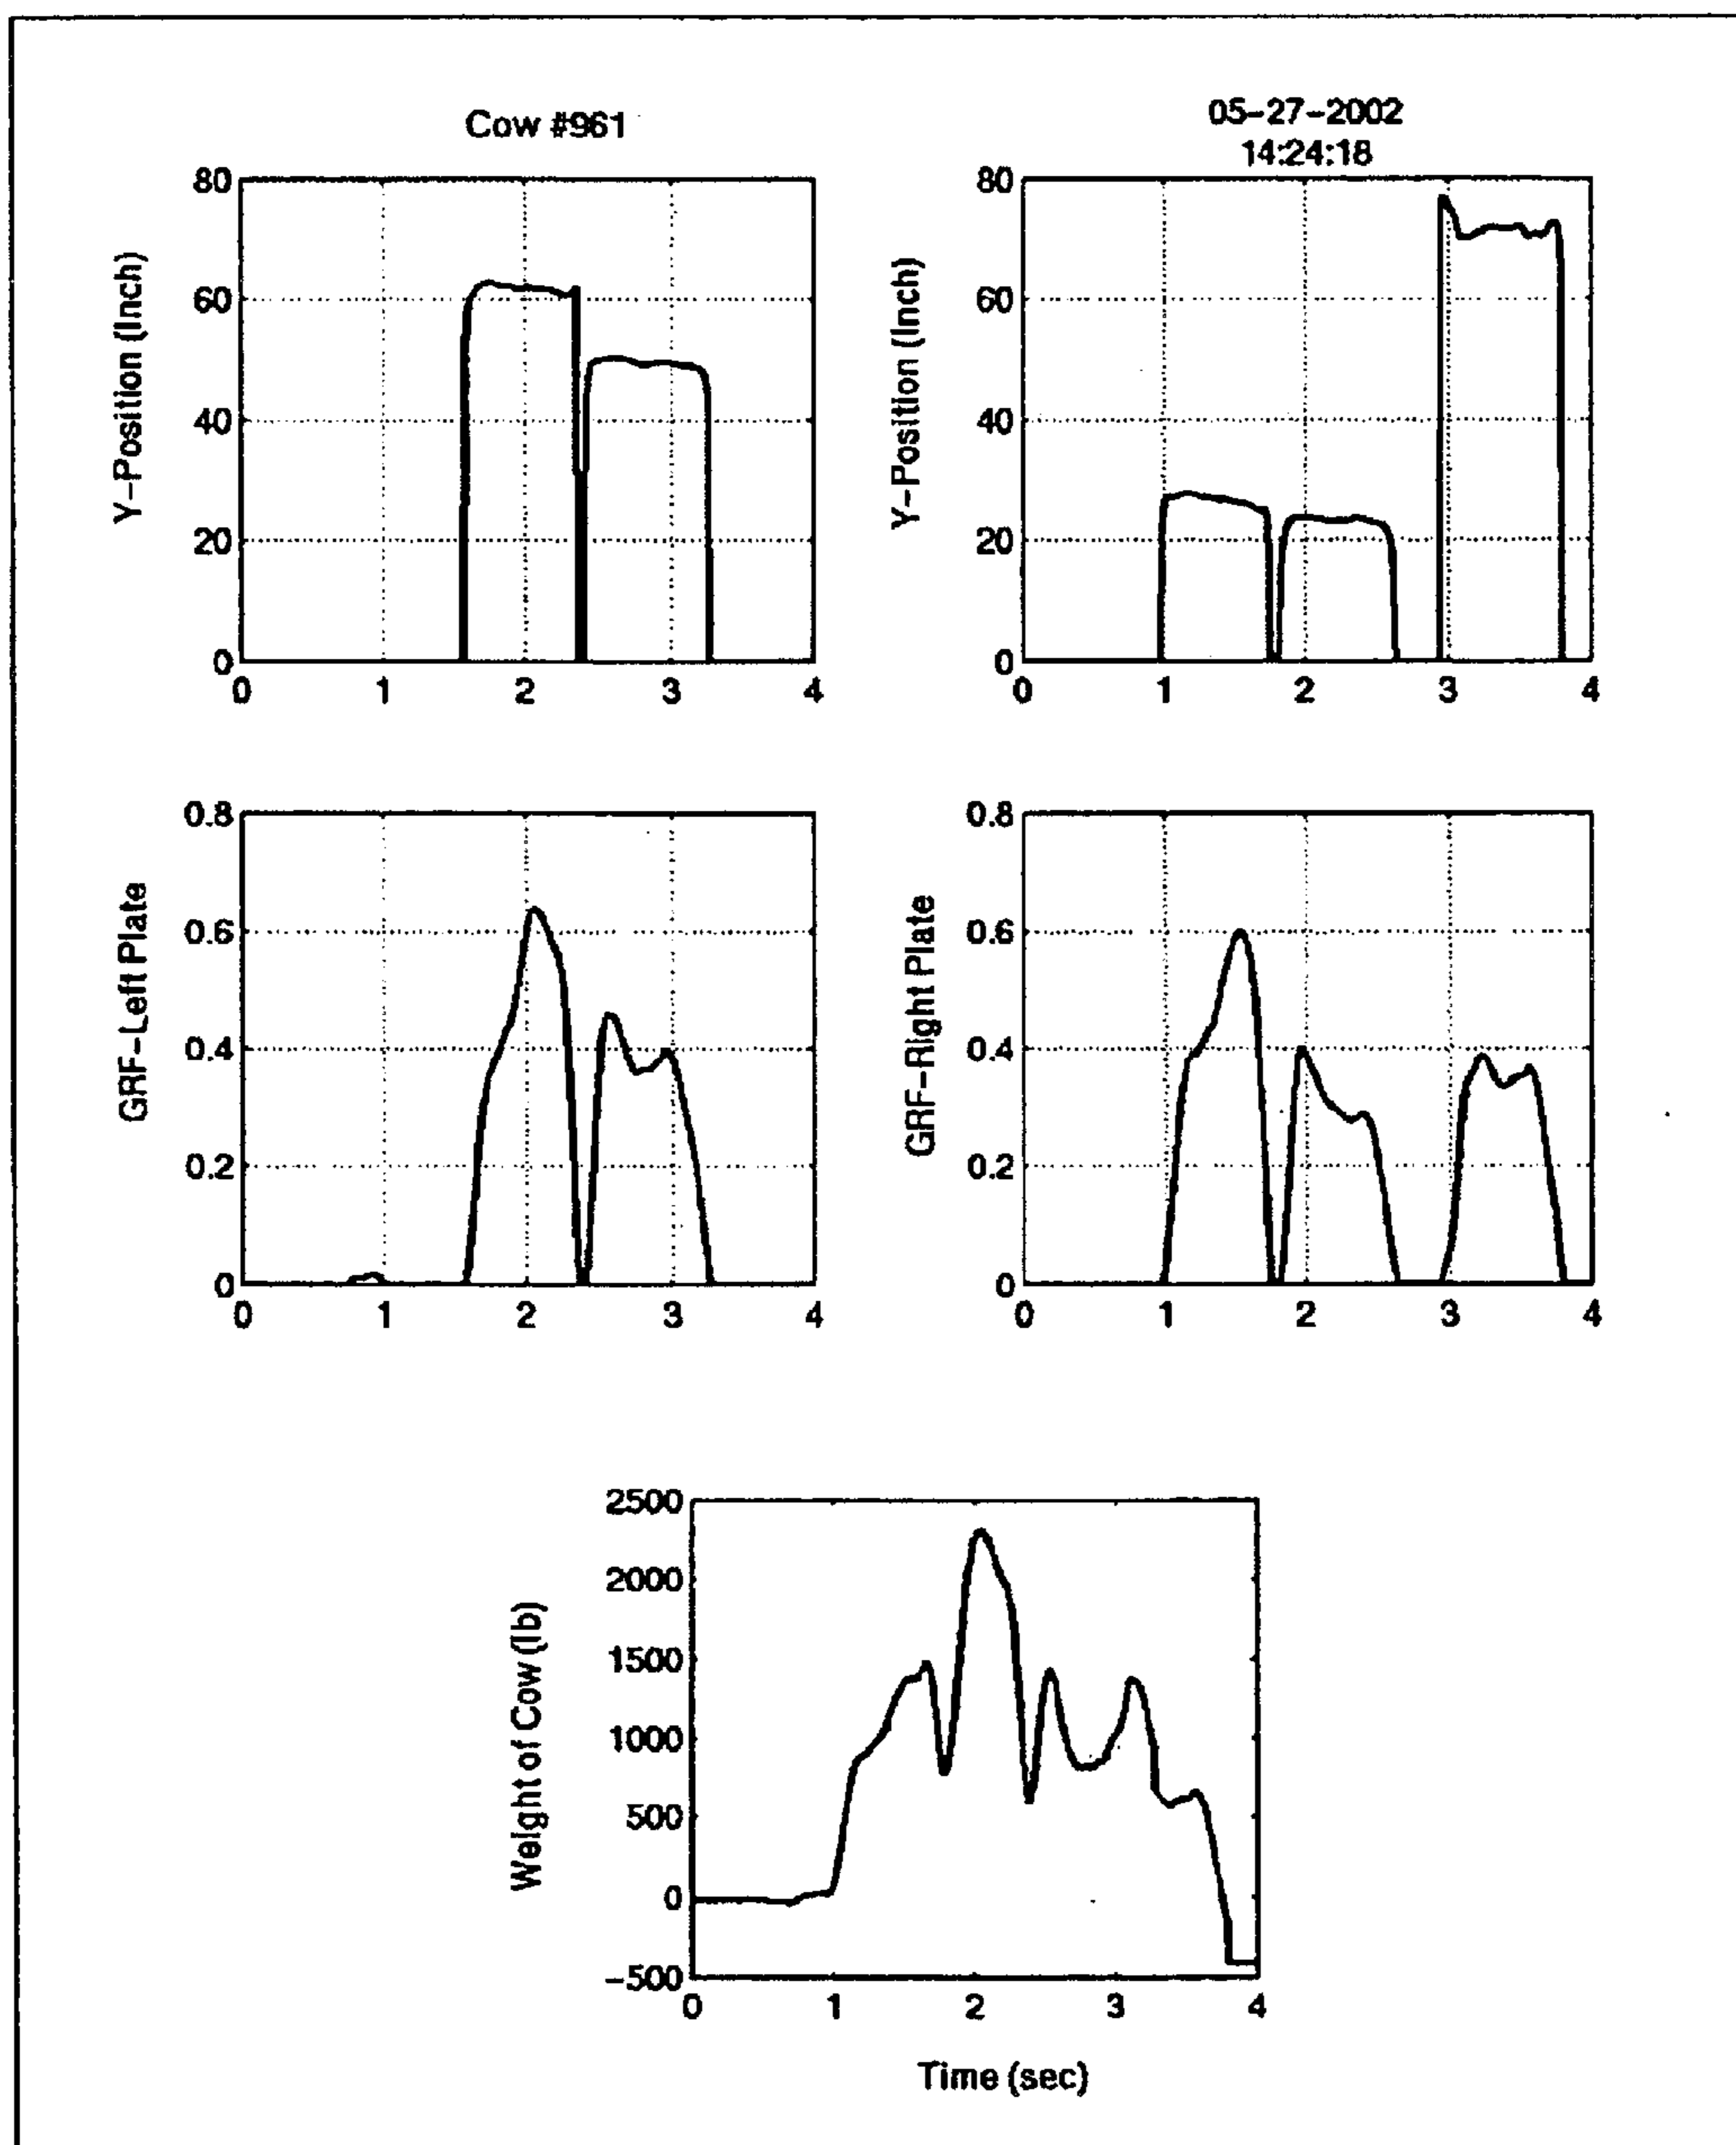 Cow #961
05-27-2002
14:24:18
Y-Position (Inch)
80
60
40
20
0
0 1 2 3 4
Y-Position (Inch)
80
60
40
20
0
0 1 2 3 4
GRF-Left Plate
0.8
0.6
0.4
0.2
0
0 1 2 3 4
GRF-Right Plate
0.8
0.6
0.4
0.2
0
0 1 2 3 4
Weight of Cow (lb)
2500
2000
1500
1000
500
0
-500
0 1 2 3 4
Time (sec)